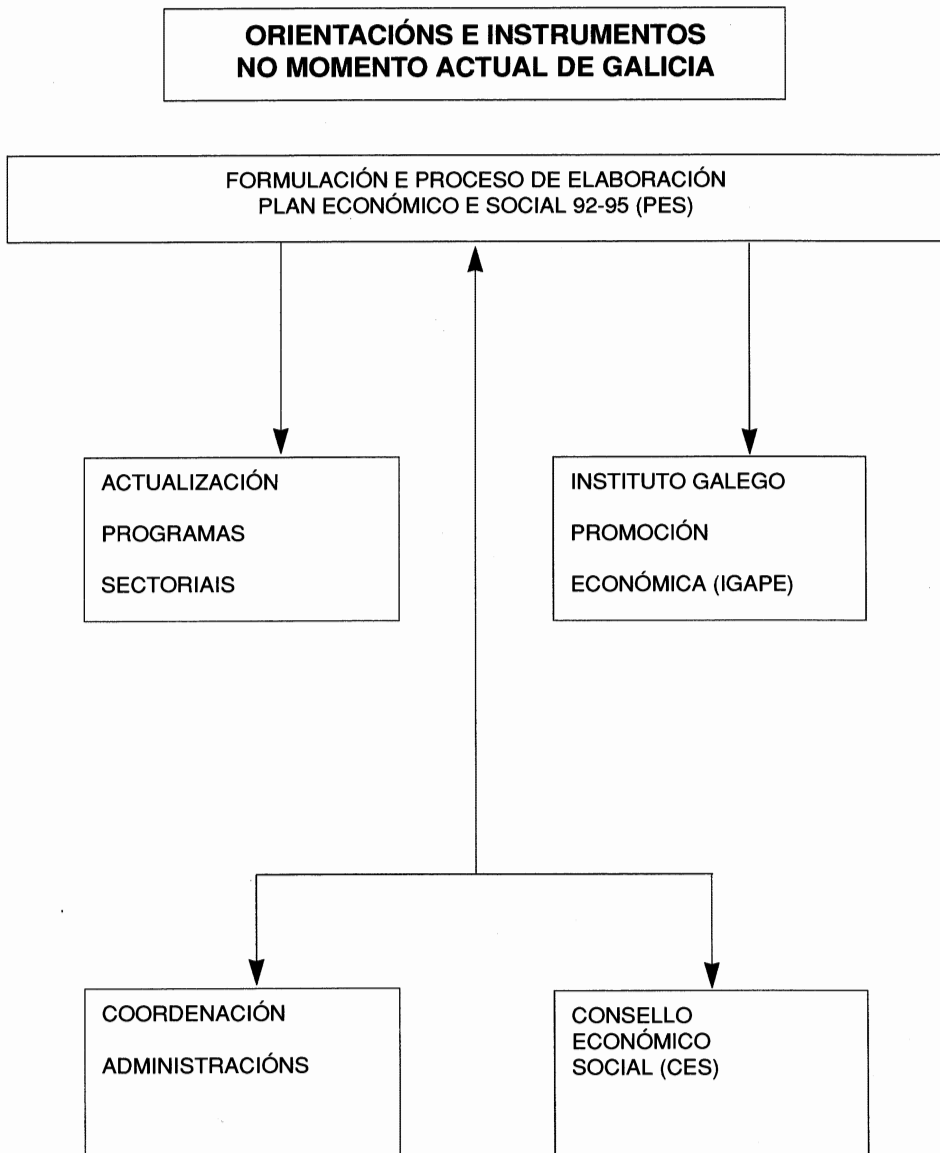 ORIENTACIÓNS E INSTRUMENTOS
NO MOMENTO ACTUAL DE GALICIA
FORMULACIÓN E PROCESO DE ELABORACIÓN
PLAN ECONÓMICO E SOCIAL 92-95 (PES)
ACTUALIZACIÓN
PROGRAMAS
SECTORIAIS
INSTITUTO GALEGO
PROMOCIÓN
ECONÓMICA (IGAPE)
COORDENACIÓN
ADMINISTRACIÓNS
CONSELLO
ECONÓMICO
SOCIAL (CES)